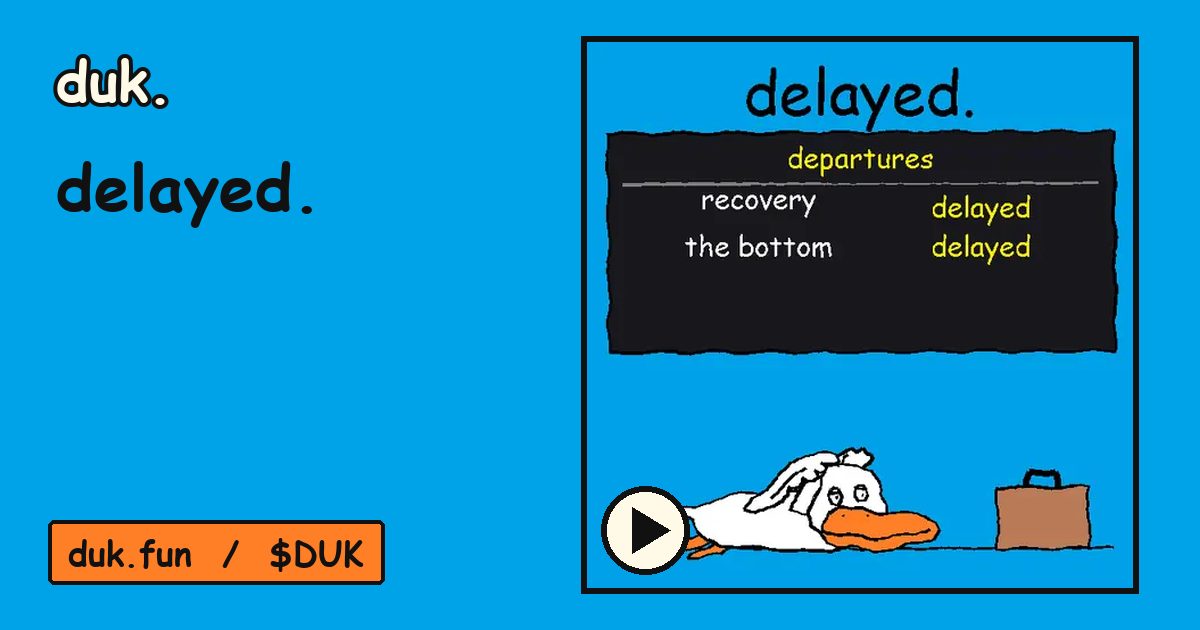 duk.
delayed.
duk.fun / $DUK
delayed.
departures
recovery delayed
the bottom delayed